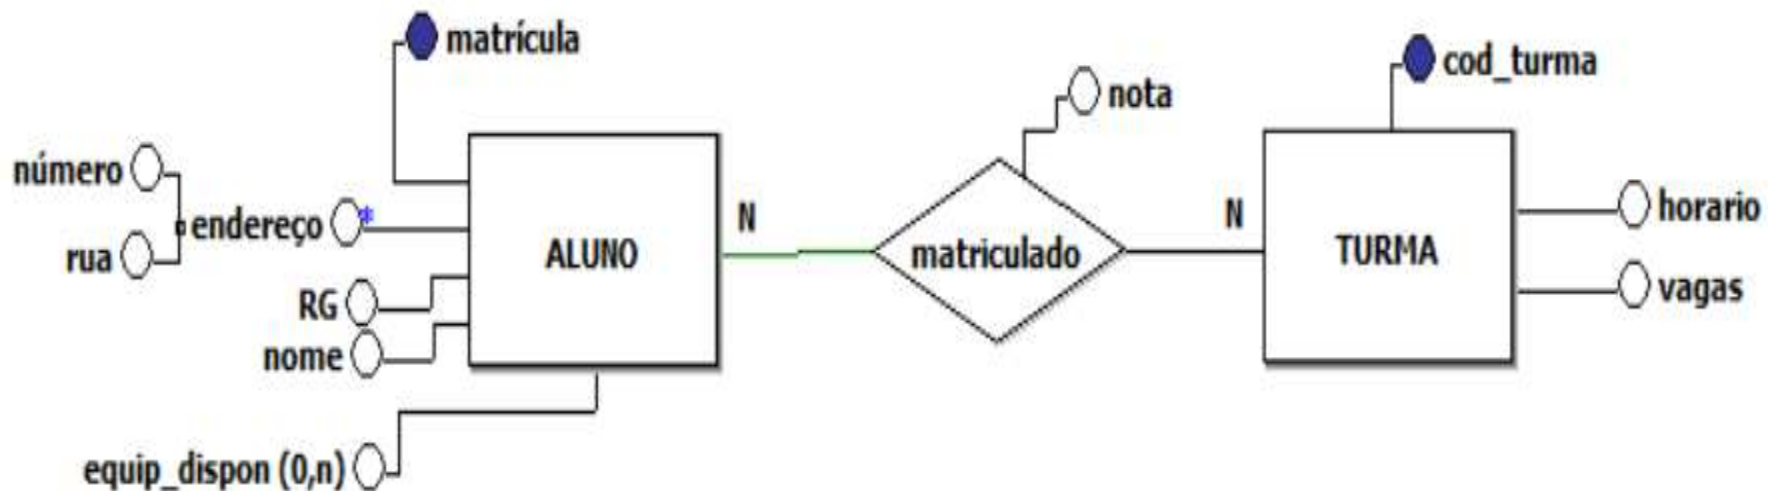 matrícula
cod_turma
nota
número
endereço *
rua
RG
nome
equip_dispon (0,n)
ALUNO
N
matriculado
N
TURMA
horario
vagas